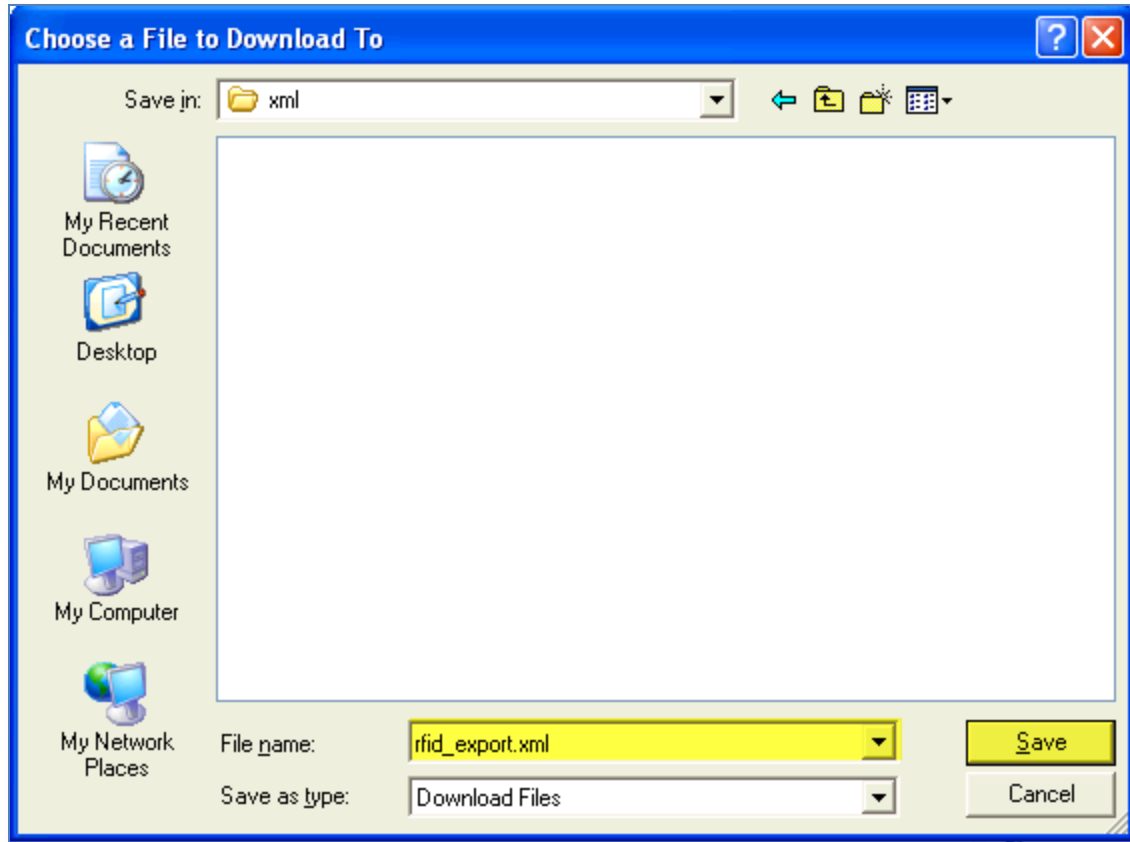 Choose a File to Download To
Save in:
xml
My Recent
Documents
Desktop
My Documents
My Computer
My Network
Places
File name:
rfid_export.xml
Save
Save as type:
Download Files
Cancel